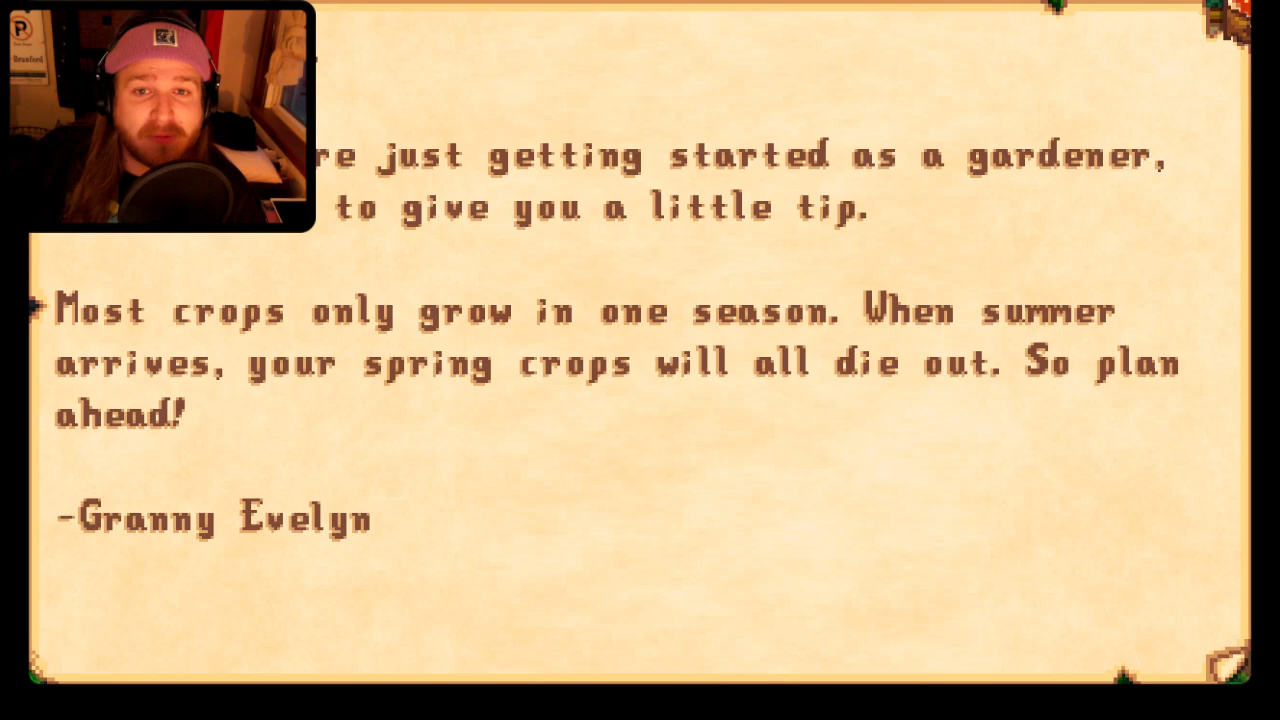 re just getting started as a gardener,
to give you a little tip.
Most crops only grow in one season. When summer
arrives, your spring crops will all die out. So plan
ahead!
-Granny Evelyn